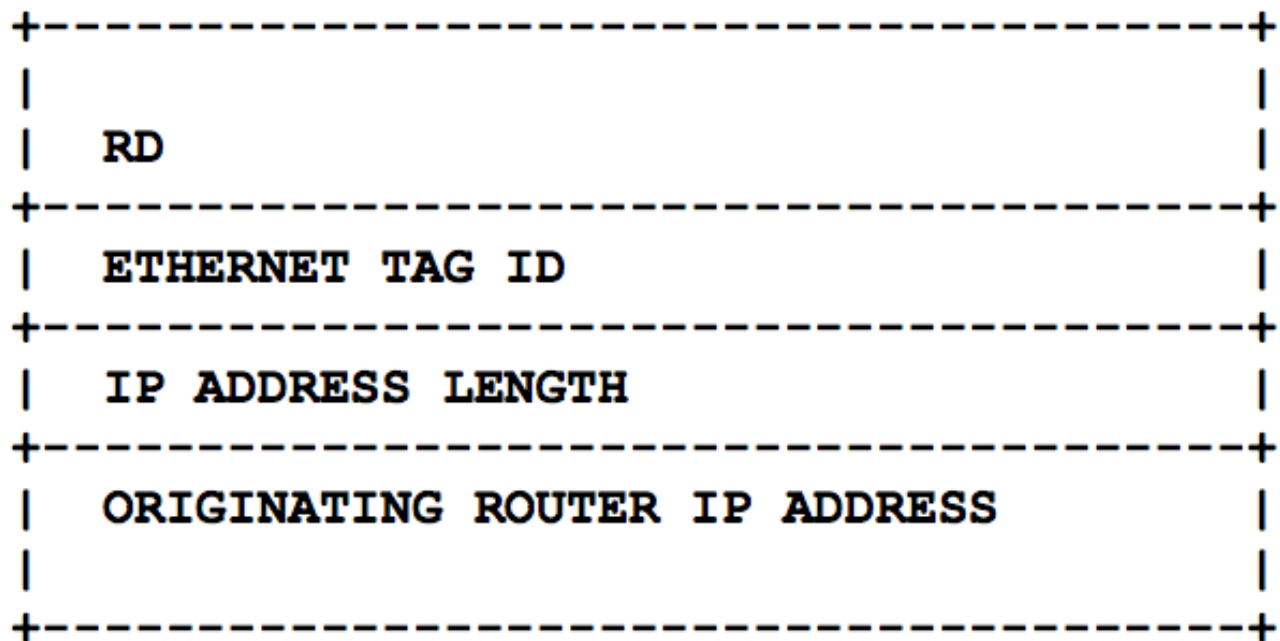 RD
ETHERNET TAG ID
IP ADDRESS LENGTH
ORIGINATING ROUTER IP ADDRESS